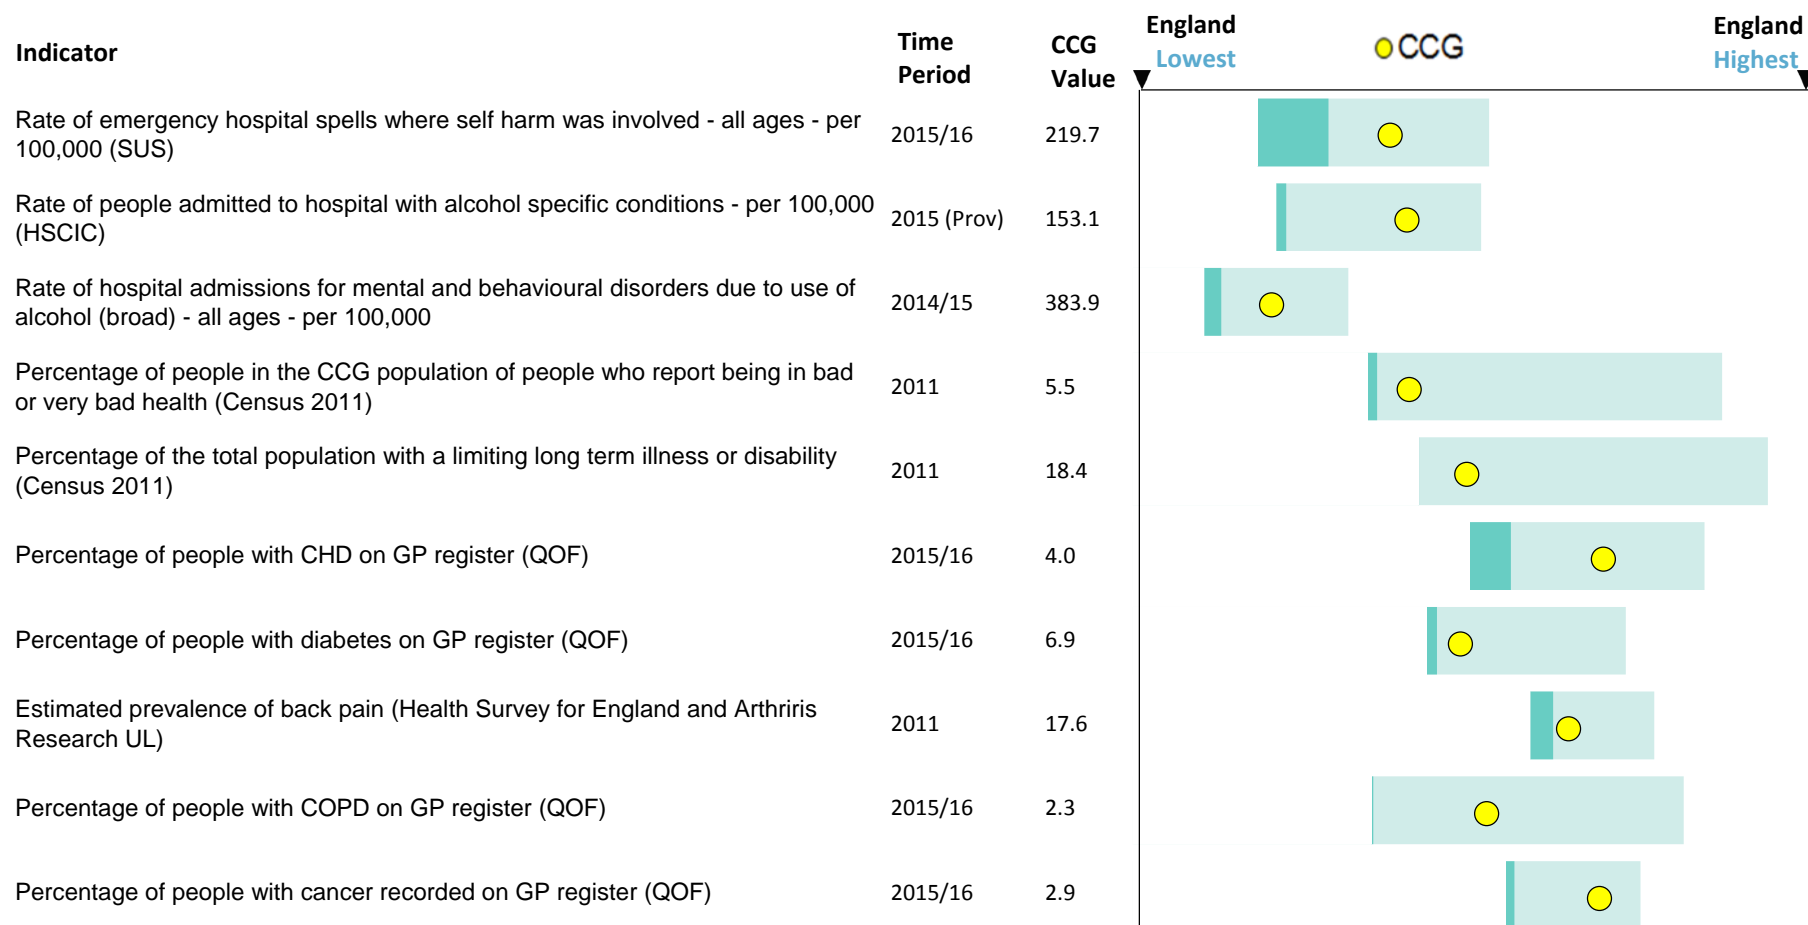 Indicator
Time
Period
CCG
Value
England
Lowest
CCG
England
Highest
Rate of emergency hospital spells where self harm was involved - all ages - per
100,000 (SUS)
2015/16
219.7
Rate of people admitted to hospital with alcohol specific conditions - per 100,000
(HSCIC)
2015 (Prov)
153.1
Rate of hospital admissions for mental and behavioural disorders due to use of
alcohol (broad) - all ages - per 100,000
2014/15
383.9
Percentage of people in the CCG population of people who report being in bad
or very bad health (Census 2011)
2011
5.5
Percentage of the total population with a limiting long term illness or disability
(Census 2011)
2011
18.4
Percentage of people with CHD on GP register (QOF)
2015/16
4.0
Percentage of people with diabetes on GP register (QOF)
2015/16
6.9
Estimated prevalence of back pain (Health Survey for England and Arthriris
Research UL)
2011
17.6
Percentage of people with COPD on GP register (QOF)
2015/16
2.3
Percentage of people with cancer recorded on GP register (QOF)
2015/16
2.9